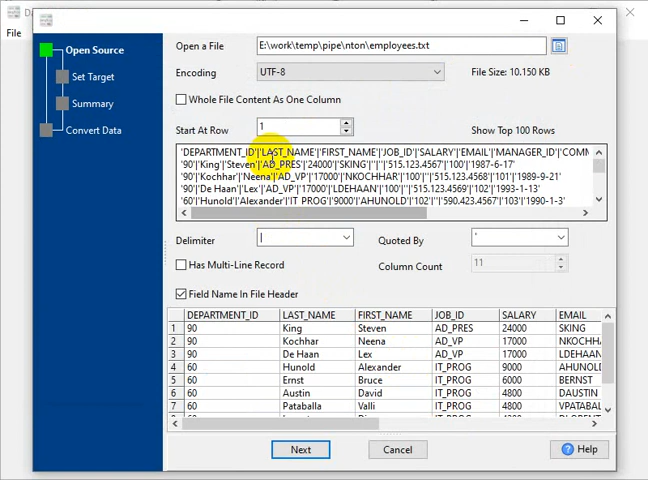 Da
File
Open Source
Set Target
Summary
Convert Data
Open a File
E:\work\temp\pipe\nton\employees.txt
Encoding
UTF-8
File Size: 10.150 KB
Whole File Content As One Column
Start At Row
1
Show Top 100 Rows
'DEPARTMENT_ID'|'LAST_NAME'|'FIRST_NAME'|'JOB_ID'|'SALARY'|'EMAIL'|'MANAGER_ID'|'COMM
'90'|'King'|'Steven'|'AD_PRES'|'24000'|'SKING'|''|''|'515.123.4567'|'100'|'1987-6-17'
'90'|'Kochhar'|'Neena'|'AD_VP'|'17000'|'NKOCHHAR'|'100'|''|'515.123.4568'|'101'|'1989-9-21'
'90'|'De Haan'|'Lex'|'AD_VP'|'17000'|'LDEHAAN'|'100'|''|'515.123.4569'|'102'|'1993-1-13'
'60'|'Hunold'|'Alexander'|'IT_PROG'|'9000'|'AHUNOLD'|'102'|''|'590.423.4567'|'103'|'1990-1-3'
Delimiter
|
Quoted By
'
Has Multi-Line Record
Column Count
11
Field Name In File Header
DEPARTMENT_ID LAST_NAME FIRST_NAME JOB_ID SALARY EMAIL
1 90 King Steven AD_PRES 24000 SKING
2 90 Kochhar Neena AD_VP 17000 NKOCHH
3 90 De Haan Lex AD_VP 17000 LDEHAA
4 60 Hunold Alexander IT_PROG 9000 AHUNOL
5 60 Ernst Bruce IT_PROG 6000 BERNST
6 60 Austin David IT_PROG 4800 DAUSTIN
7 60 Pataballa Valli IT_PROG 4800 VPATABAL
Next
Cancel
Help